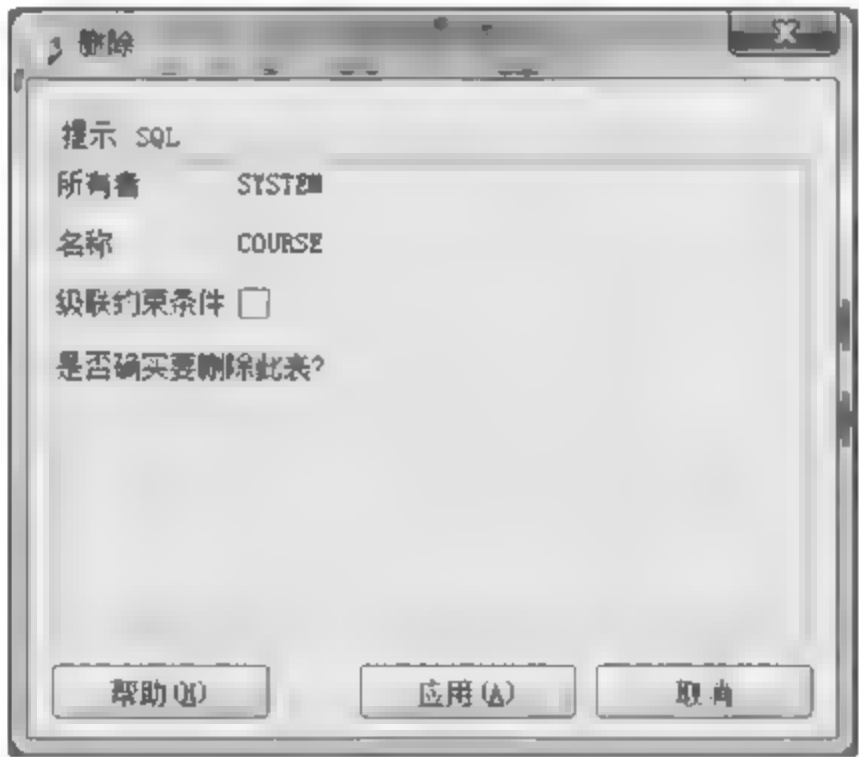 删除
提示 SQL
所有者 SYSTEM
名称 COURSE
级联约束条件
是否确实要删除此表?
帮助(H)
应用(A)
取消